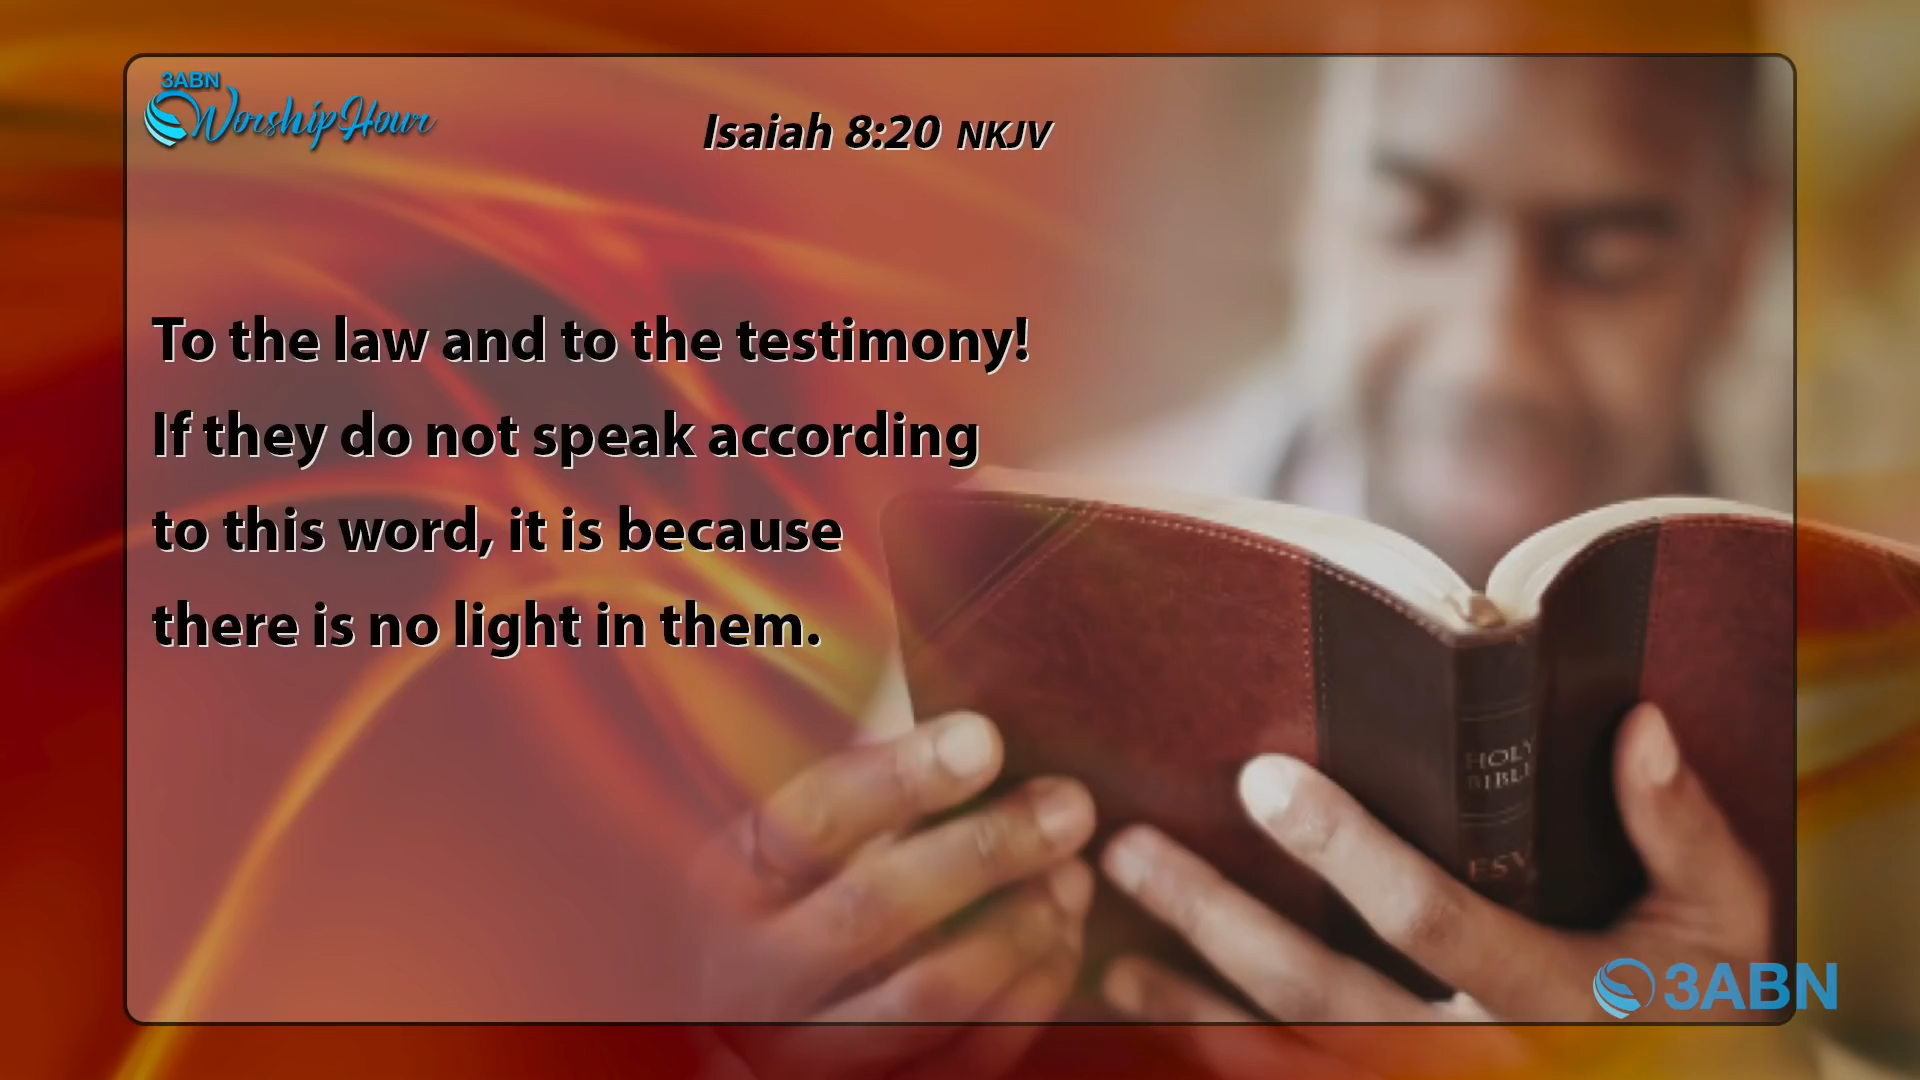 3ABN
Worship Hour
Isaiah 8:20 NKJV
To the law and to the testimony!
If they do not speak according
to this word, it is because
there is no light in them.
HOLY
BIBLE
ESV
3ABN